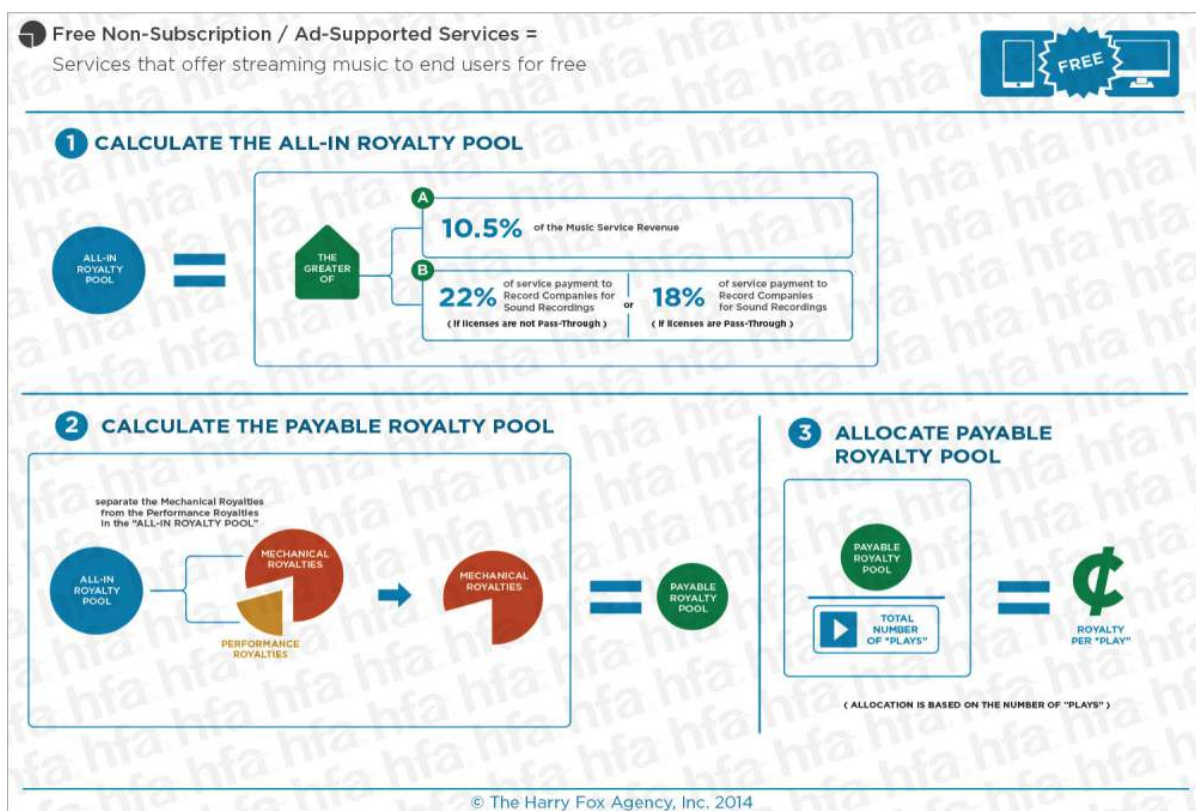 Free Non-Subscription / Ad-Supported Services =
Services that offer streaming music to end users for free
FREE
1 CALCULATE THE ALL-IN ROYALTY POOL
ALL-IN
ROYALTY
POOL
=
THE
GREATER
OF
A
10.5% of the Music Service Revenue
B
22% of service payment to
Record Companies for
Sound Recordings
( If licenses are not Pass-Through )
or
18% of service payment to
Record Companies
for Sound Recordings
( If licenses are Pass-Through )
2 CALCULATE THE PAYABLE ROYALTY POOL
separate the Mechanical Royalties
from the Performance Royalties
in the "ALL-IN ROYALTY POOL"
ALL-IN
ROYALTY
POOL
MECHANICAL
ROYALTIES
PERFORMANCE
ROYALTIES
MECHANICAL
ROYALTIES
=
PAYABLE
ROYALTY
POOL
3 ALLOCATE PAYABLE
ROYALTY POOL
PAYABLE
ROYALTY
POOL
TOTAL
NUMBER
OF "PLAYS"
=
¢
ROYALTY
PER "PLAY"
( ALLOCATION IS BASED ON THE NUMBER OF "PLAYS" )
© The Harry Fox Agency, Inc. 2014
hfa